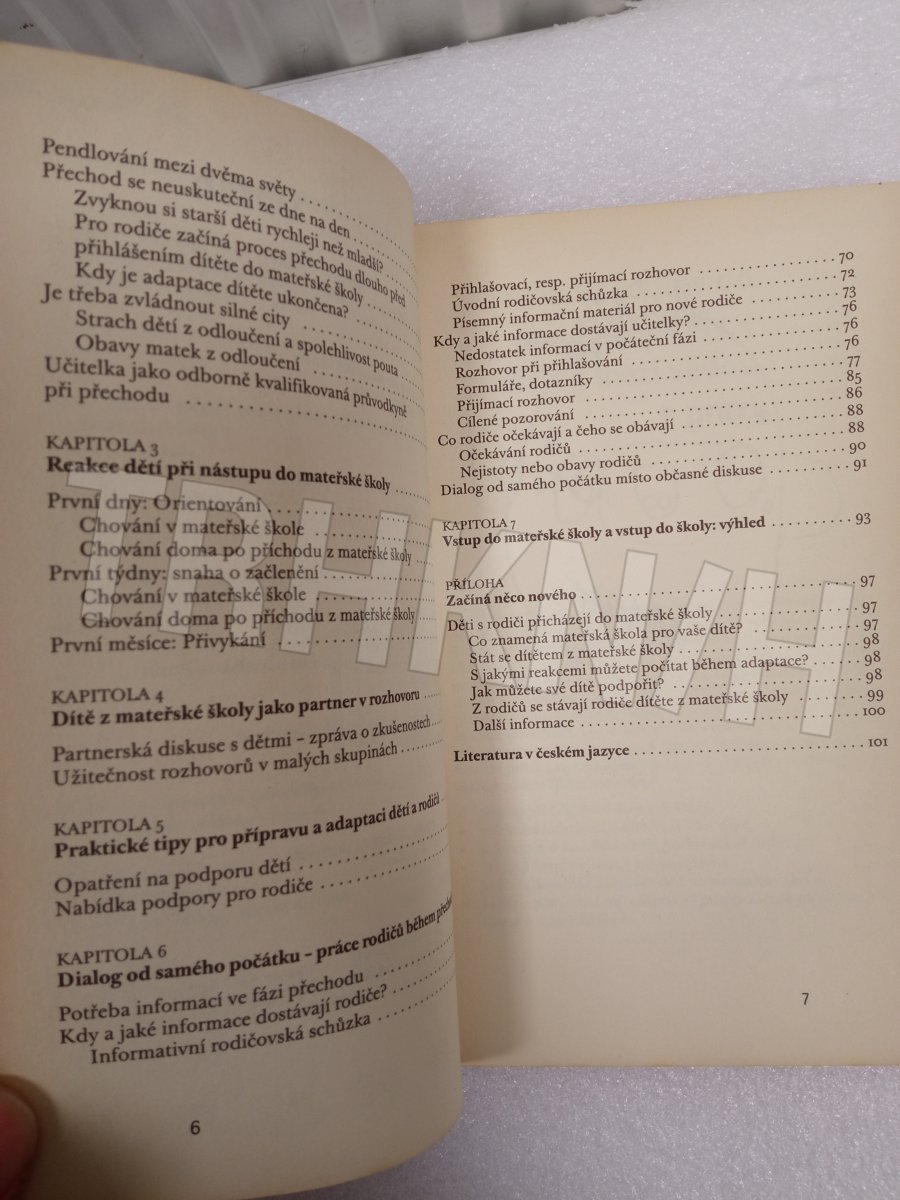 Pendlování mezi dvěma světy . . . . . . . . . . .
Přechod se neuskuteční ze dne na den . . . . . .
Zvyknou si starší děti rychleji než mladší?
Pro rodiče začíná proces přechodu dlouho před
přihlášením dítěte do mateřské školy . . . . .
Kdy je adaptace dítěte ukončena? . . . . . . .
Je třeba zvládnout silné city . . . . . . . . . . . .
Strach dětí z odloučení a spolehlivost pouta
Obavy matek z odloučení . . . . . . . . . . . .
Učitelka jako odborně kvalifikovaná průvodkyně
při přechodu . . . . . . . . . . . . . . . . . . . .
KAPITOLA 3
Reakce dětí při nástupu do mateřské školy . . . . .
První dny: Orientování . . . . . . . . . . . . . . .
Chování v mateřské škole . . . . . . . . . . . .
Chování doma po příchodu z mateřské školy
První týdny: snaha o začlenění . . . . . . . . . . .
Chování v mateřské škole . . . . . . . . . . . .
Chování doma po příchodu z mateřské školy
První měsíce: Přivykání . . . . . . . . . . . . . . .
KAPITOLA 4
Dítě z mateřské školy jako partner v rozhovoru . . . . .
Partnerská diskuse s dětmi – zpráva o zkušenostech . . . .
Užitečnost rozhovorů v malých skupinách . . . . . . . .
KAPITOLA 5
Praktické tipy pro přípravu a adaptaci dětí a rodičů . .
Opatření na podporu dětí . . . . . . . . . . . . . . .
Nabídka podpory pro rodiče . . . . . . . . . . . . . .
KAPITOLA 6
Dialog od samého počátku – práce rodičů během
Potřeba informací ve fázi přechodu . . . . . . . . . .
Kdy a jaké informace dostávají rodiče? . . . . . . . .
Informativní rodičovská schůzka . . . . . . . . . .
6
Přihlašovací, resp. přijímací rozhovor . . . . . . . . . . . . . 70
Úvodní rodičovská schůzka . . . . . . . . . . . . . . . . . . . 72
Písemný informační materiál pro nové rodiče . . . . . . . . . 73
Kdy a jaké informace dostávají učitelky? . . . . . . . . . . . . 76
Nedostatek informací v počáteční fázi . . . . . . . . . . . . . 76
Rozhovor při přihlašování . . . . . . . . . . . . . . . . . . . 76
Formuláře, dotazníky . . . . . . . . . . . . . . . . . . . . . . 77
Přijímací rozhovor . . . . . . . . . . . . . . . . . . . . . . . 85
Cílené pozorování . . . . . . . . . . . . . . . . . . . . . . . 86
Co rodiče očekávají a čeho se obávají . . . . . . . . . . . . . . 88
Očekávání rodičů . . . . . . . . . . . . . . . . . . . . . . . . 88
Nejistoty nebo obavy rodičů . . . . . . . . . . . . . . . . . . 90
Dialog od samého počátku místo občasné diskuse . . . . . . . . 91
KAPITOLA 7
Vstup do mateřské školy a vstup do školy: výhled . . . . . . . . 93
PŘÍLOHA
Začíná něco nového . . . . . . . . . . . . . . . . . . . . . . . 97
Děti s rodiči přicházejí do mateřské školy . . . . . . . . . . . . 97
Co znamená mateřská škola pro vaše dítě? . . . . . . . . . . 97
Stát se dítětem z mateřské školy . . . . . . . . . . . . . . . . 98
S jakými reakcemi můžete počítat během adaptace? . . . . . 98
Jak můžete své dítě podpořit? . . . . . . . . . . . . . . . . . 98
Z rodičů se stávají rodiče dítěte z mateřské školy . . . . . . . 99
Další informace . . . . . . . . . . . . . . . . . . . . . . . . . 100
Literatura v českém jazyce . . . . . . . . . . . . . . . . . . . . 101
7
TRHKNIH